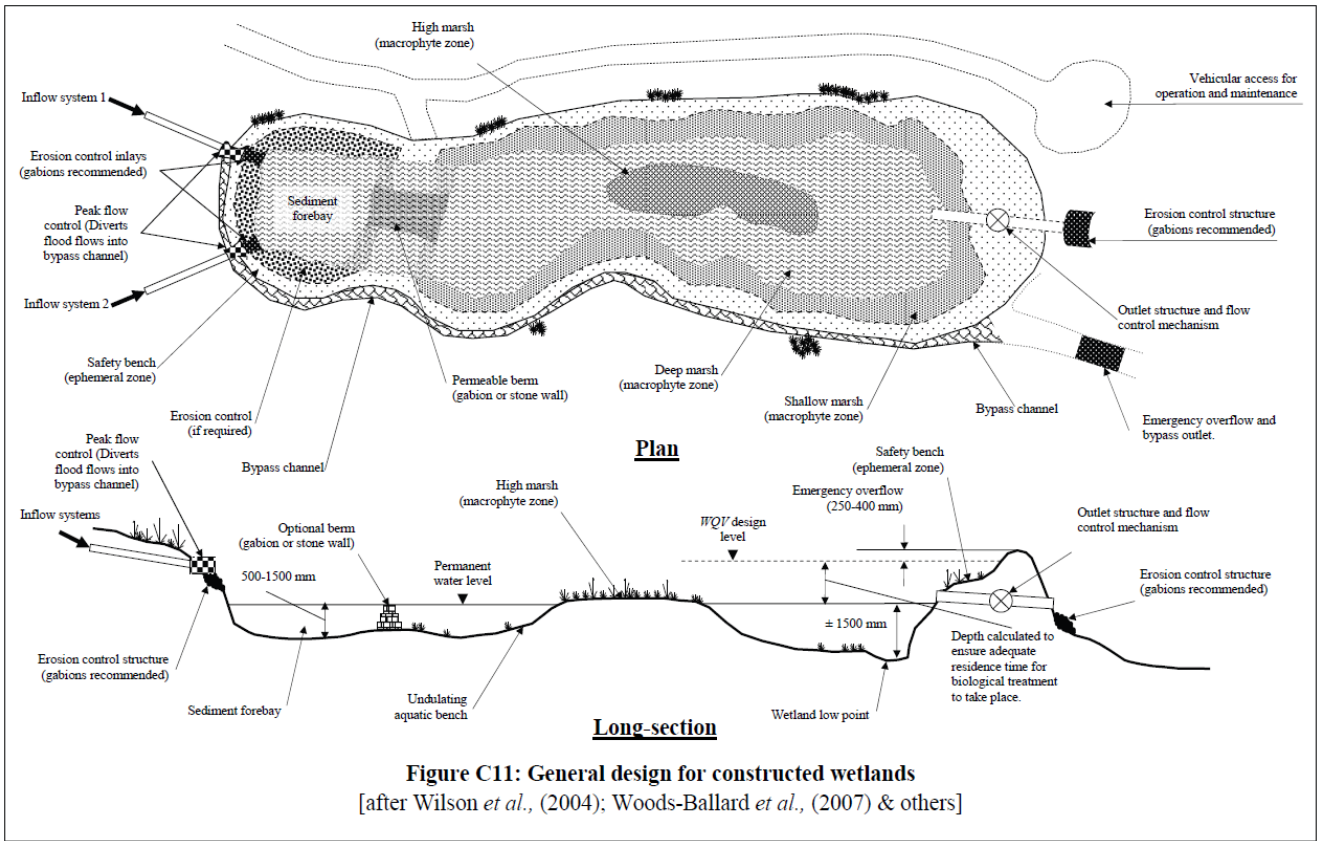 High marsh
(macrophyte zone)
Inflow system 1
Vehicular access for
operation and maintenance
Erosion control inlays
(gabions recommended)
Sediment
forebay
Peak flow
control (Diverts
flood flows into
bypass channel)
Erosion control structure
(gabions recommended)
Inflow system 2
Outlet structure and flow
control mechanism
Safety bench
(ephemeral zone)
Permeable berm
(gabion or stone wall)
Deep marsh
(macrophyte zone)
Shallow marsh
(macrophyte zone)
Bypass channel
Erosion control
(if required)
Emergency overflow and
bypass outlet.
Bypass channel
Plan
Peak flow
control (Diverts
flood flows into
bypass channel)
Safety bench
(ephemeral zone)
High marsh
(macrophyte zone)
Emergency overflow
(250-400 mm)
Inflow systems
Optional berm
(gabion or stone wall)
WQV design
level
Outlet structure and flow
control mechanism
500-1500 mm
Permanent
water level
Erosion control structure
(gabions recommended)
± 1500 mm
Depth calculated to
ensure adequate
residence time for
biological treatment
to take place.
Erosion control structure
(gabions recommended)
Sediment forebay
Undulating
aquatic bench
Wetland low point
Long-section
Figure C11: General design for constructed wetlands
[after Wilson et al., (2004); Woods-Ballard et al., (2007) & others]